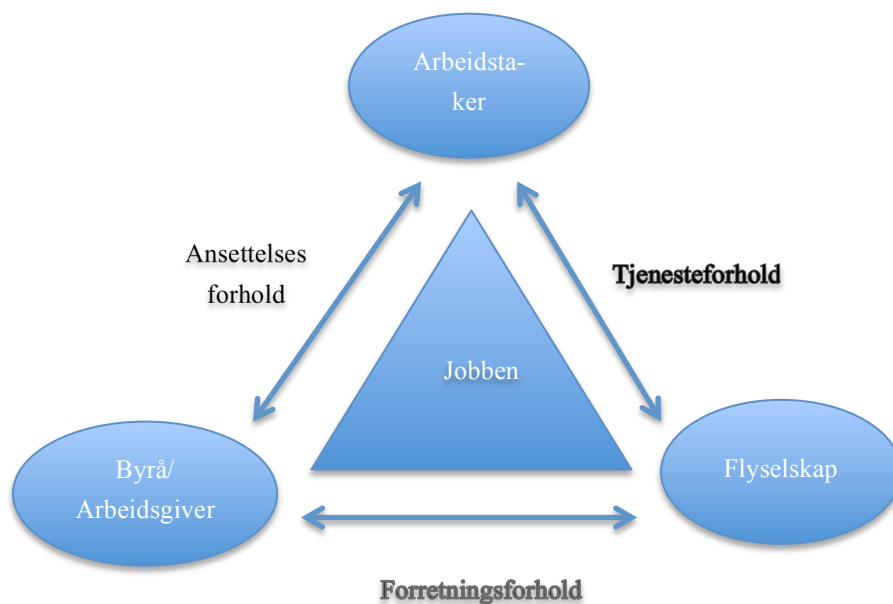 Arbeidsta-
ker
Ansettelses
forhold
Tjenesteforhold
Jobben
Byrå/
Arbeidsgiver
Flyselskap
Forretningsforhold